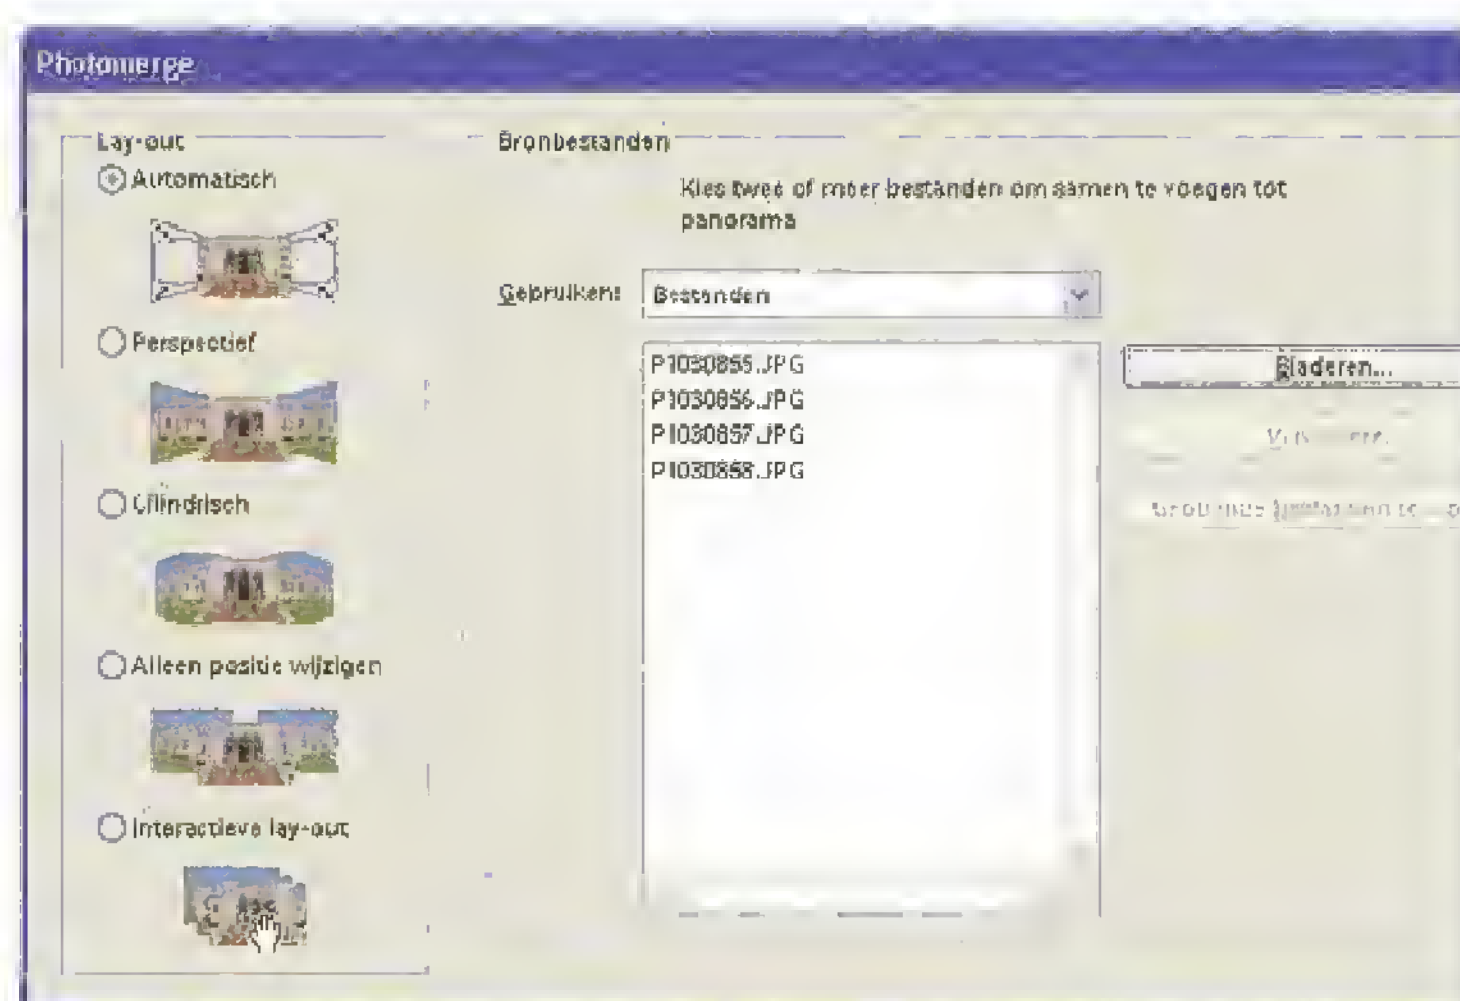 Photomerge
Lay-out
Automatisch
Perspectief
Cilindrisch
Alleen positie wijzigen
Interactieve lay-out
Bronbestanden
Kies twee of meer bestanden om samen te voegen tot
panorama
Gebruiken:
Bestanden
P1030855.JPG
P1030856.JPG
P1030857.JPG
P1030858.JPG
Bladeren...